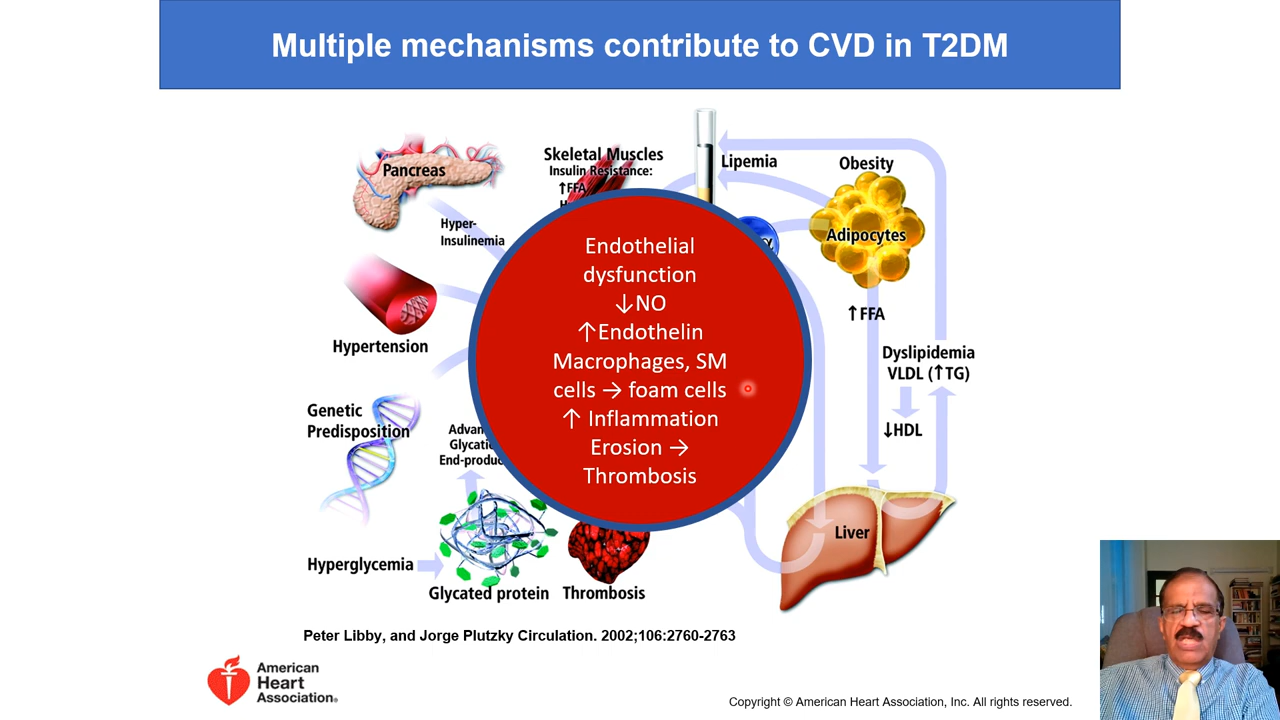 Multiple mechanisms contribute to CVD in T2DM
Pancreas
Skeletal Muscles
Insulin Resistance:
↑FFA
Lipemia
Obesity
Adipocytes
Hyper-
Insulinemia
α
Hypertension
↑FFA
Dyslipidemia
VLDL (↑TG)
↓HDL
Genetic
Predisposition
End-produc
Endothelial
dysfunction
↓NO
↑Endothelin
Macrophages, SM
cells → foam cells
↑ Inflammation
Erosion →
Thrombosis
Liver
Hyperglycemia
Glycated protein
Thrombosis
Peter Libby, and Jorge Plutzky Circulation. 2002;106:2760-2763
American
Heart
Association®
Copyright © American Heart Association, Inc. All rights reserved.